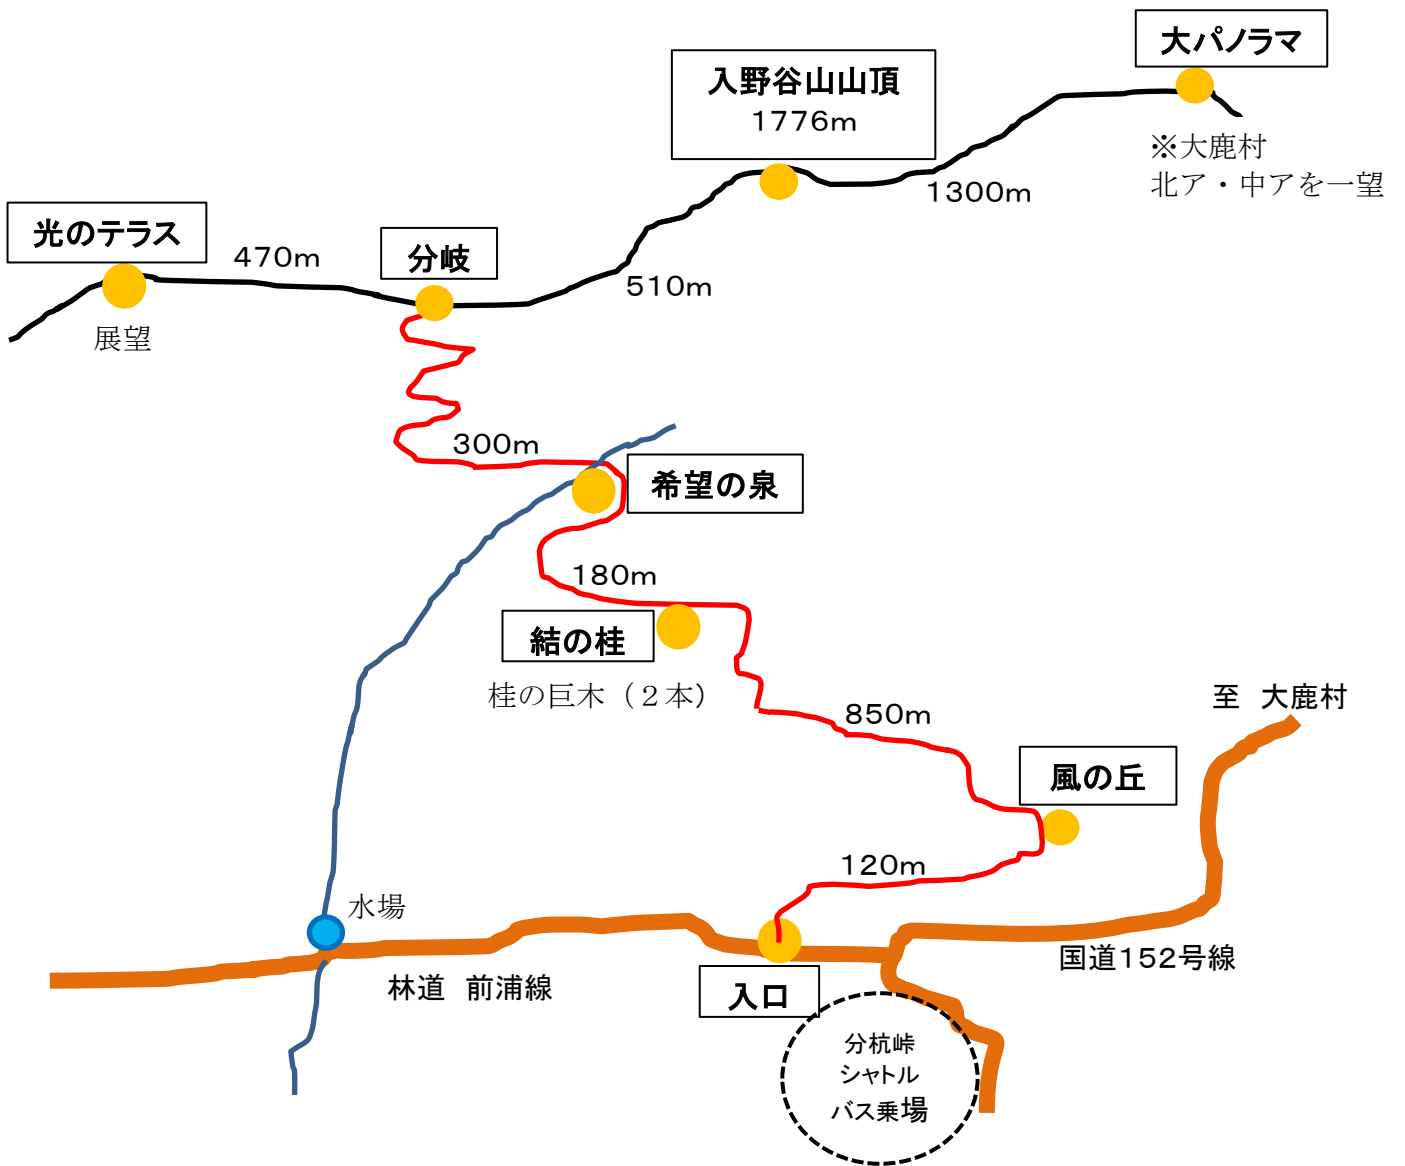 大パノラマ
入野谷山山頂
1776m
※大鹿村
北ア・中アを一望
1300m
光のテラス
470m
分岐
510m
展望
300m
希望の泉
180m
結の桂
桂の巨木（２本）
至　大鹿村
850m
風の丘
120m
水場
国道152号線
林道　前浦線
入口
分杭峠
シャトル
バス乗場